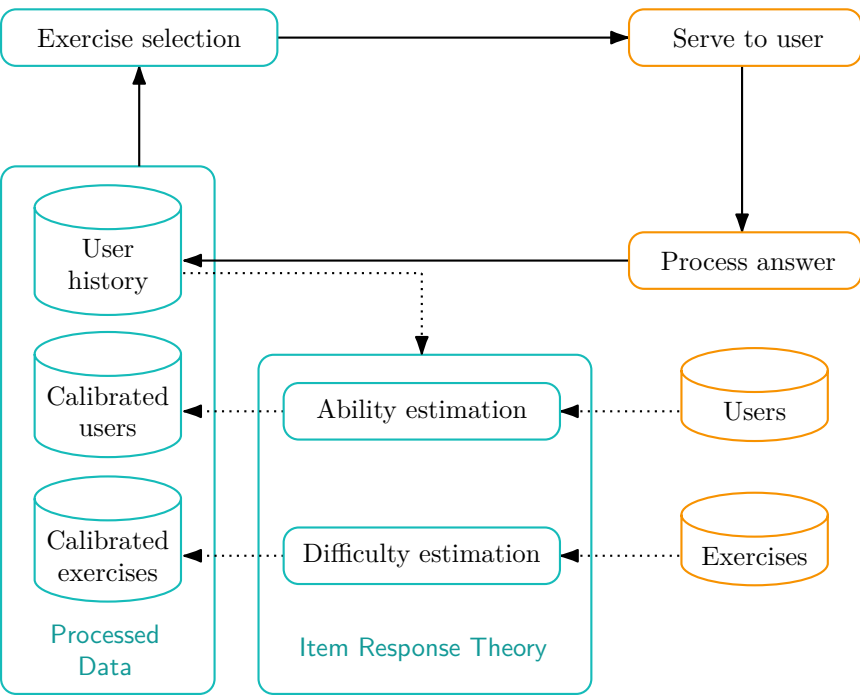 Exercise selection
Serve to user
User
history
Process answer
Calibrated
users
Ability estimation
Users
Calibrated
exercises
Difficulty estimation
Exercises
Processed
Data
Item Response Theory